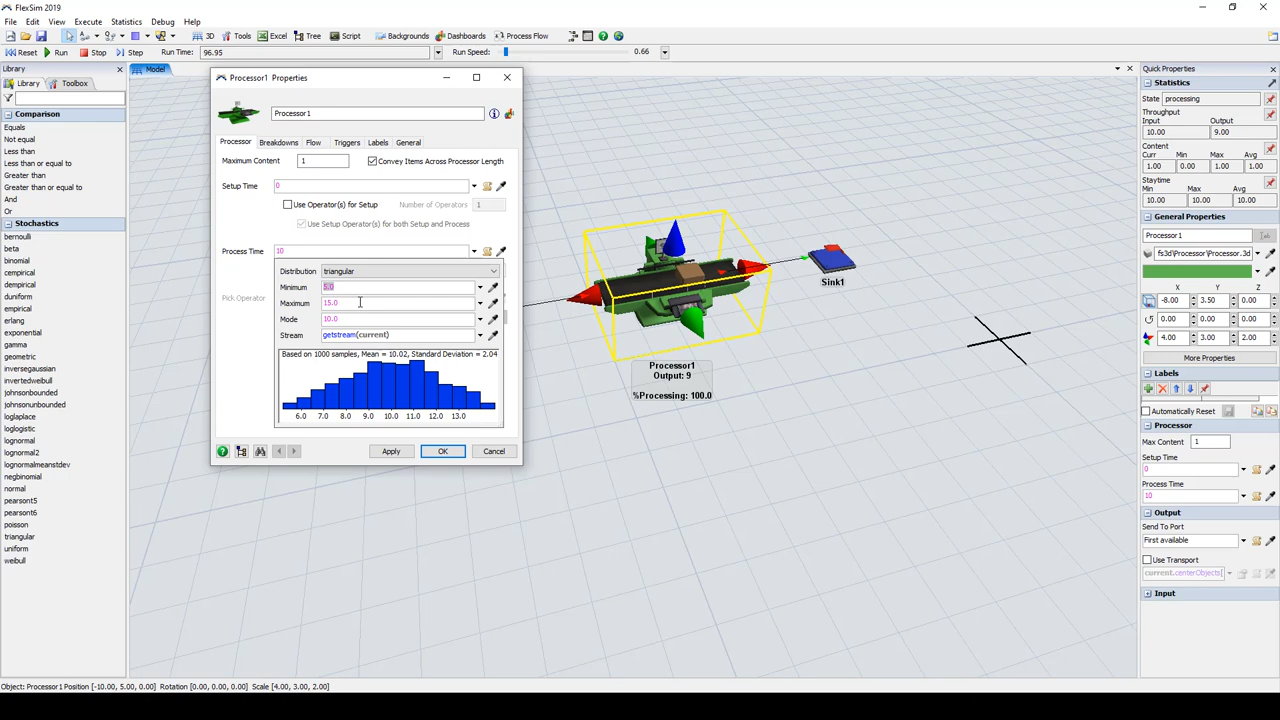 FlexSim 2019
File Edit View Execute Statistics Debug Help
3D Tools Excel Tree Script Backgrounds Dashboards Process Flow
Reset Run Stop Step Run Time: 96.95 Run Speed: 0.66
Library
Library Toolbox
Comparison
Equals
Not equal
Less than
Less than or equal to
Greater than
Greater than or equal to
And
Or
Stochastics
bernoulli
beta
binomial
cempirical
dempirical
duniform
empirical
erlang
exponential
gamma
geometric
inversegaussian
invertedweibull
johnsonbounded
johnsonunbounded
loglaplace
loglogistic
lognormal
lognormal2
lognormalmeanstdev
negbinomial
normal
pearsont5
pearsont6
poisson
triangular
uniform
weibull
Model
Processor1 Properties
Processor1
Processor Breakdowns Flow Triggers Labels General
Maximum Content 1 Convey Items Across Processor Length
Setup Time 0
Use Operator(s) for Setup Number of Operators 1
Use Setup Operator(s) for both Setup and Process
Process Time 10
Distribution triangular
Minimum 5.0
Pick Operator
Maximum 15.0
Mode 10.0
Stream getstream(current)
Based on 1000 samples, Mean = 10.02, Standard Deviation = 2.04
6.0 7.0 8.0 9.0 10.0 11.0 12.0 13.0
Apply OK Cancel
Sink1
Processor1
Output: 9
%Processing: 100.0
Quick Properties
Statistics
State processing
Throughput
Input Output
10.00 9.00
Content
Curr Min Max Avg
1.00 0.00 1.00 1.00
Staytime
Min Max Avg
10.00 10.00 10.00
General Properties
Processor1
fs3d\Processor\Processor.3d
X Y Z
-8.00 3.50 0.00
0.00 0.00 0.00
4.00 3.00 2.00
More Properties
Labels
Automatically Reset
Processor
Max Content 1
Setup Time
0
Process Time
10
Output
Send To Port
First available
Use Transport
current.centerObjects[
Input
Object: Processor1 Position [-10.00, 5.00, 0.00] Rotation [0.00, 0.00, 0.00] Scale [4.00, 3.00, 2.00]